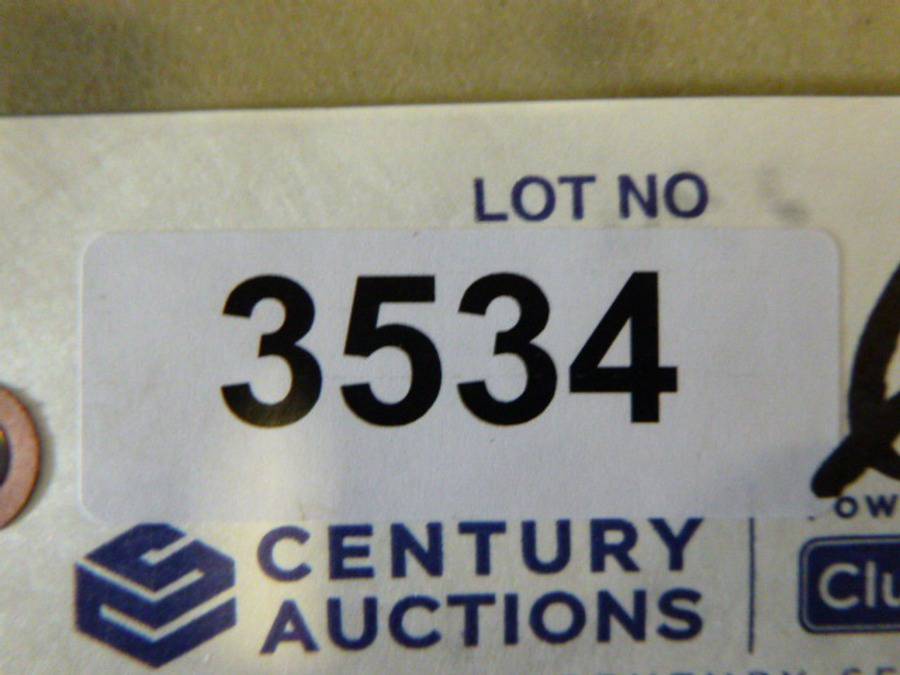 LOT NO
3534
CENTURY
AUCTIONS